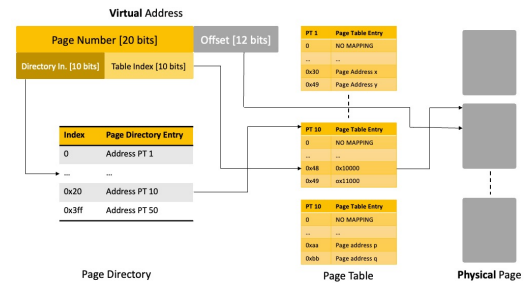 Virtual Address
Page Number [20 bits]
Offset [12 bits]
Directory In. [10 bits]
Table Index [10 bits]
Index Page Directory Entry
0 Address PT 1
... ...
0x20 Address PT 10
0x3ff Address PT 50
Page Directory
PT 1 Page Table Entry
0 NO MAPPING
... ...
0x30 Page Address x
0x49 Page Address y
PT 10 Page Table Entry
0 NO MAPPING
... ...
0x48 0x10000
0x49 ox11000
PT 10 Page Table Entry
0 NO MAPPING
... ...
0xaa Page address p
0xbb Page address q
Page Table
Physical Page